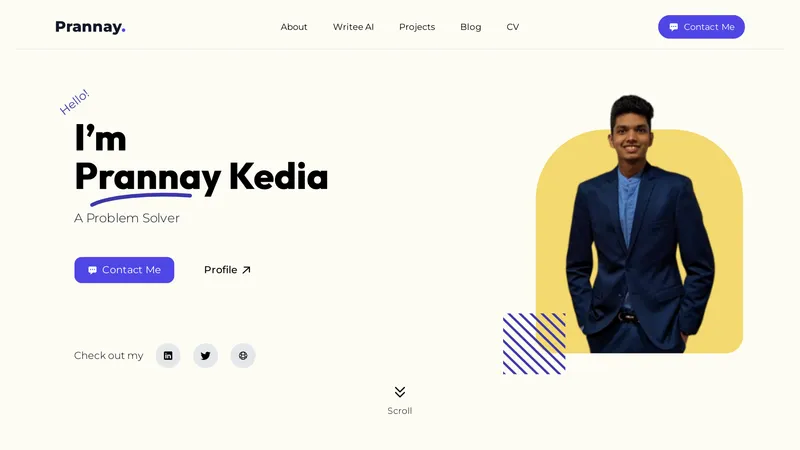 Prannay.
About Writee AI Projects Blog CV
Contact Me
Hello!
I'm
Prannay Kedia
A Problem Solver
Contact Me
Profile
Check out my
Scroll